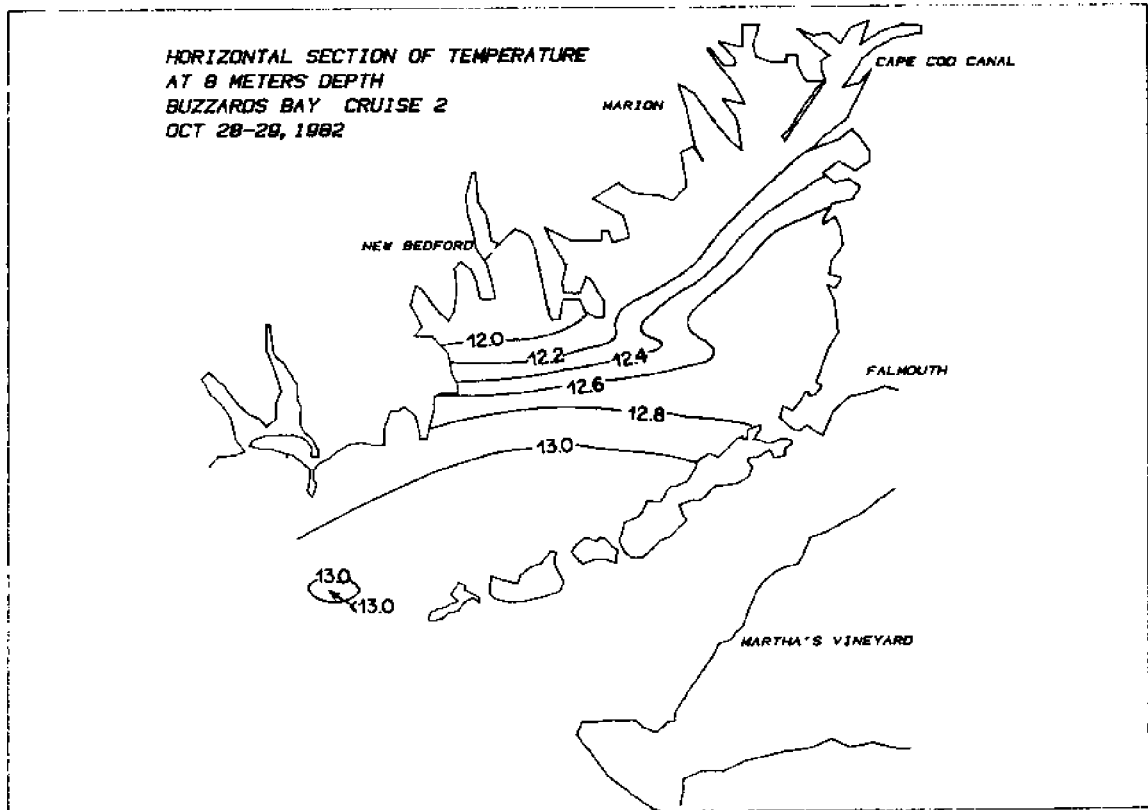 HORIZONTAL SECTION OF TEMPERATURE
AT 8 METERS DEPTH
BUZZARDS BAY CRUISE 2
OCT 28-29, 1982
CAPE COD CANAL
MARION
NEW BEDFORD
12.0
12.2
12.4
12.6
FALMOUTH
12.8
13.0
13.0
<13.0
MARTHA'S VINEYARD